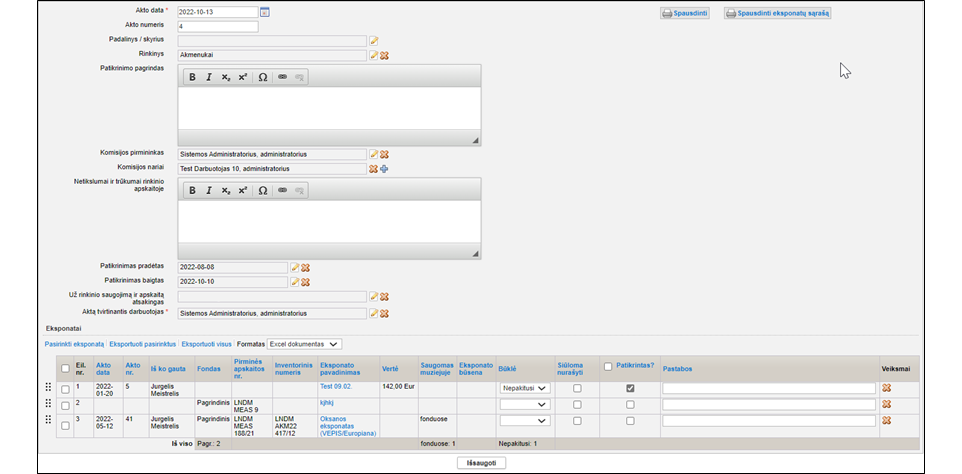 Akto data * 2022-10-13 Spausdinti Spausdinti eksponatų sąrašą
Akto numeris 4
Padalinys / skyrius
Rinkinys Akmenukai
Patikrinimo pagrindas
B I x₂ x² Ω
Komisijos pirmininkas Sistemos Administratorius, administratorius
Komisijos nariai Test Darbuotojas 10, administratorius
Netikslumai ir trūkumai rinkinio
apskaitoje
B I x₂ x² Ω
Patikrinimas pradėtas 2022-08-08
Patikrinimas baigtas 2022-10-10
Už rinkinio saugojimą ir apskaitą
atsakingas
Aktą tvirtinantis darbuotojas * Sistemos Administratorius, administratorius
Eksponatai
Pasirinkti eksponatą Eksportuoti pasirinktus Eksportuoti visus Formatas Excel dokumentas
Eil. nr. Akto data Akto nr. Iš ko gauta Fondas Pirminės apskaitos nr. Inventorinis numeris Eksponato pavadinimas Vertė Saugomas muziejuje Eksponato būsena Būklė Siūloma nurašyti Patikrintas? Pastabos Veiksmai
1 2022-01-20 5 Jurgelis Meistrelis Test 09.02. 142,00 Eur Nepakitusi
2 Pagrindinis LNDM MEAS 9 kjhkj
3 2022-05-12 41 Jurgelis Meistrelis Pagrindinis LNDM MEAS 188/21 LNDM AKM22 417/12 Oksanos eksponatas (VEPIS/Europiana) fonduose
Iš viso Pagr.: 2 fonduose: 1 Nepakitusi: 1
Išsaugoti